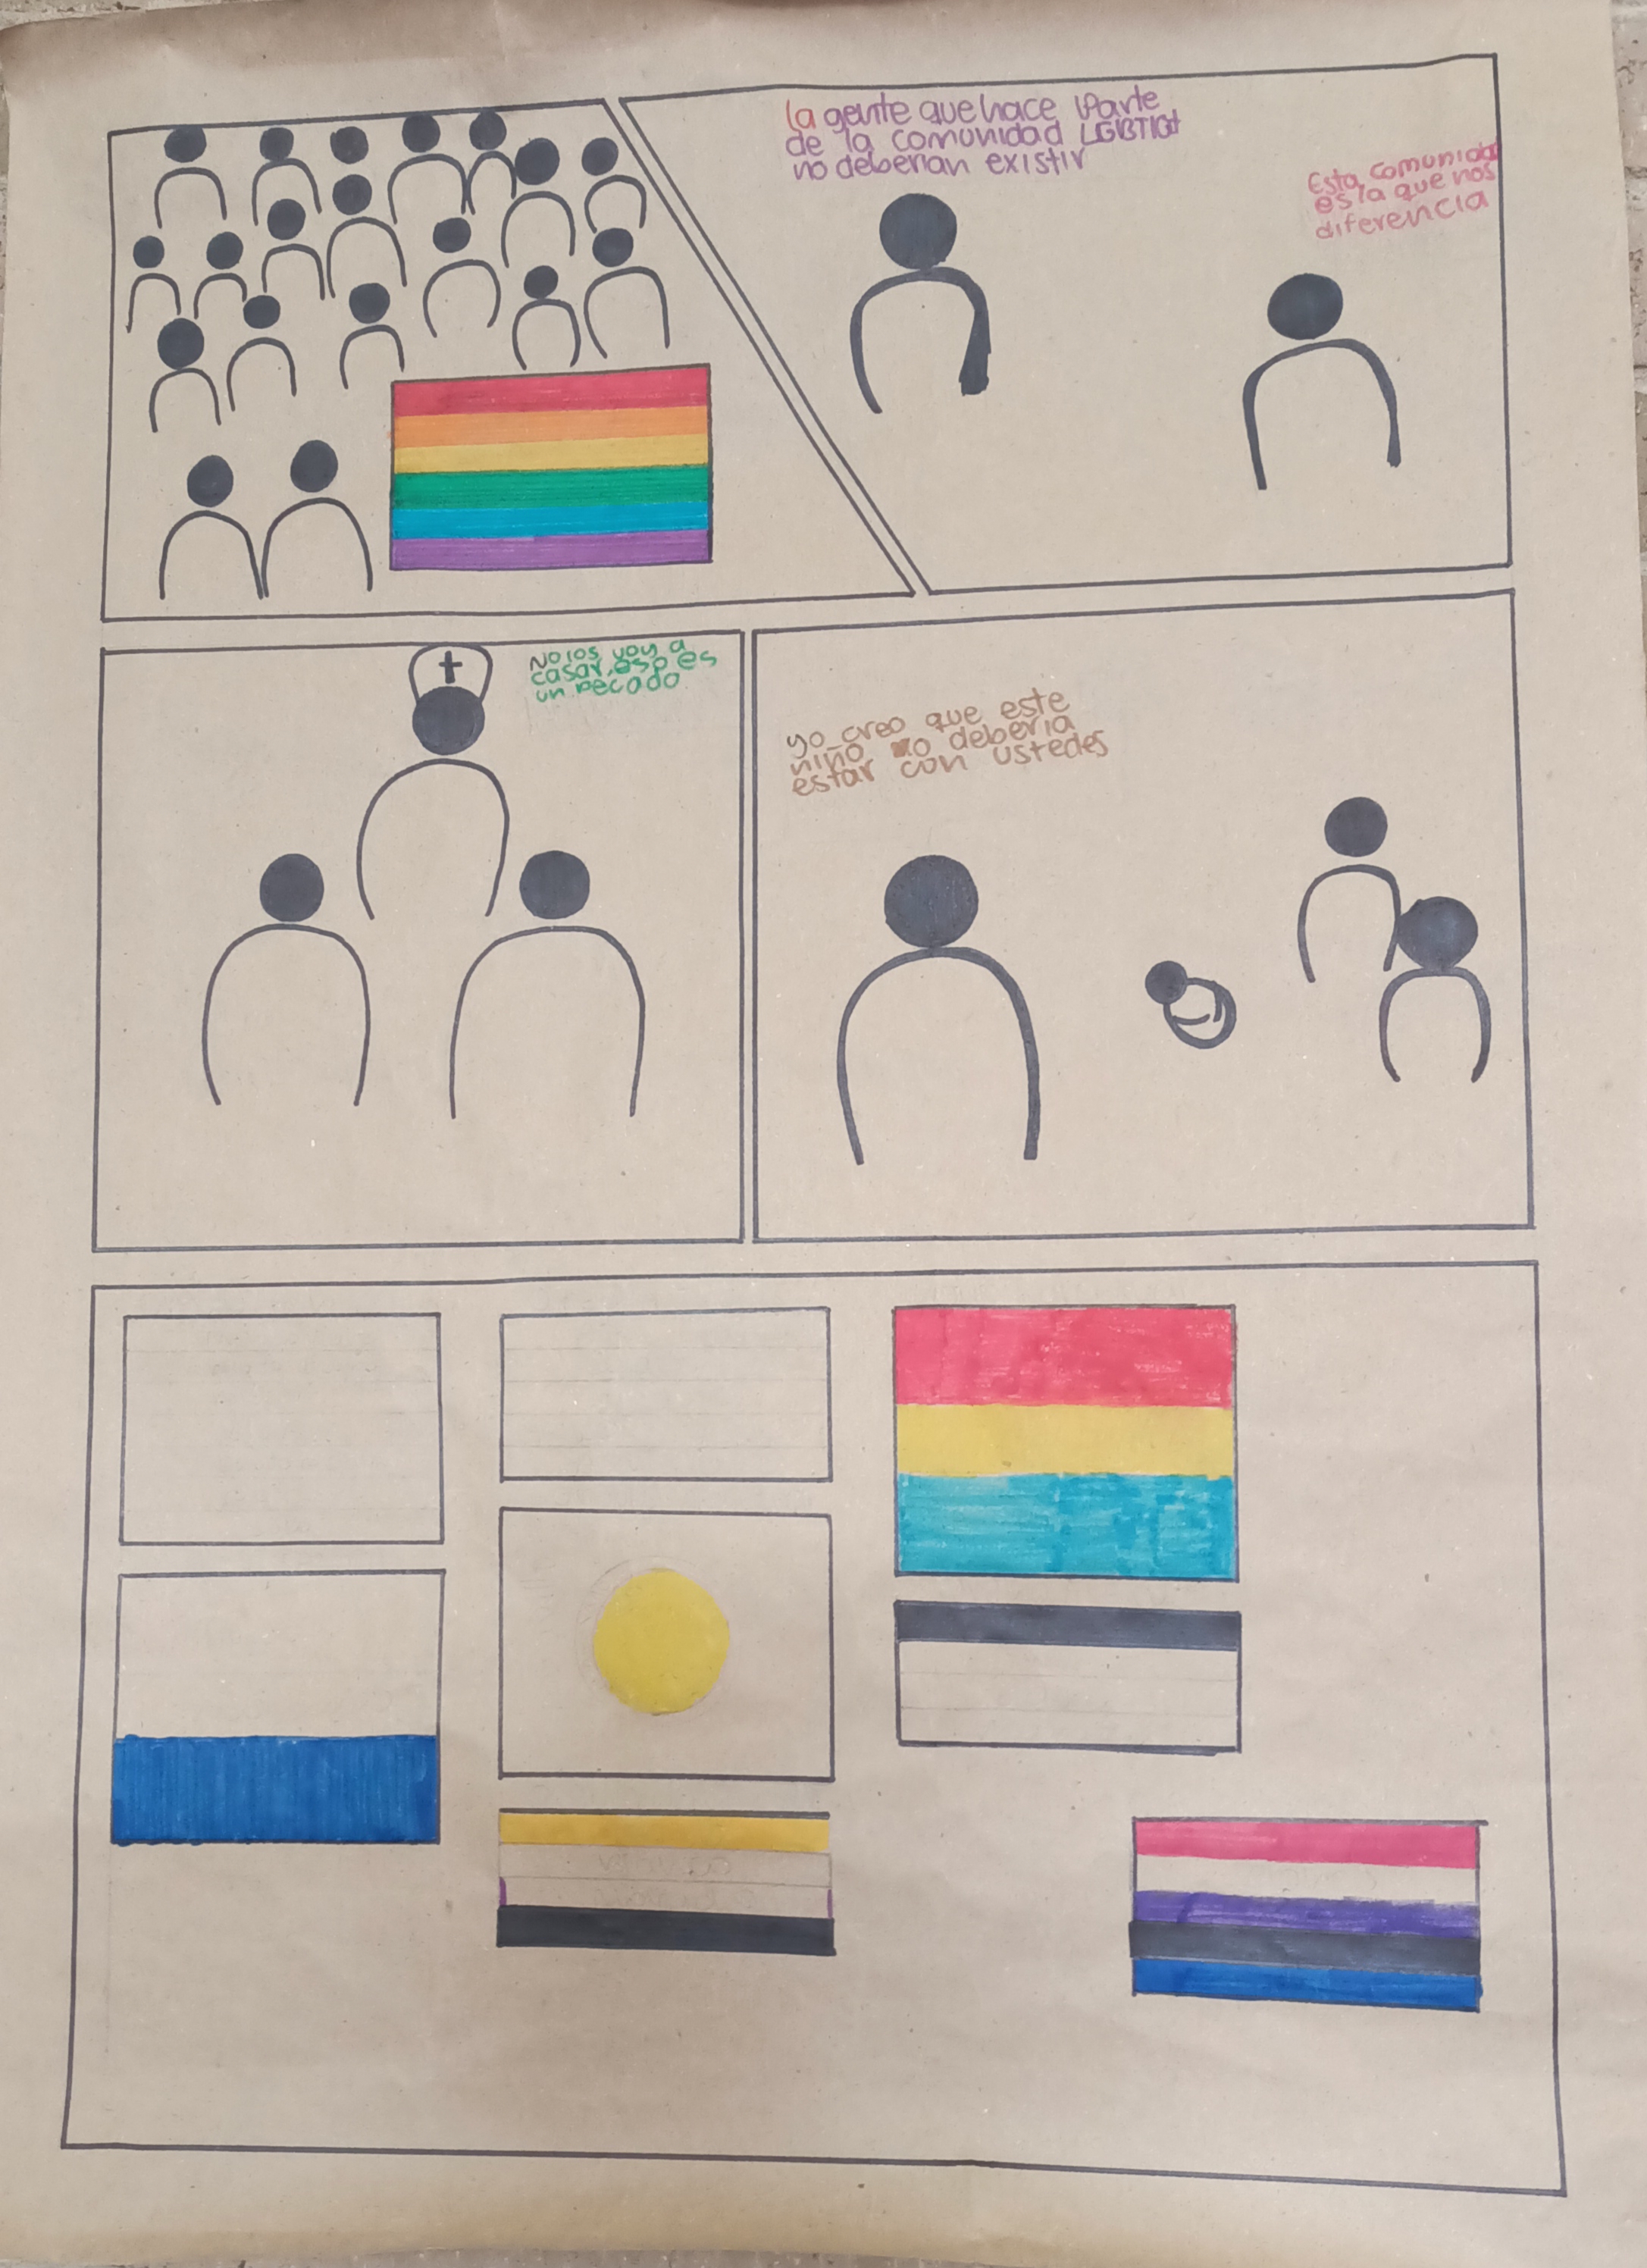 la gente que hace parte
de la comunidad LGBTIQ+
no deberian existir
Esta comunidad
es la que nos
diferencia
No los voy a
casar, eso es
un pecado
yo creo que este
niño no deberia
estar con ustedes